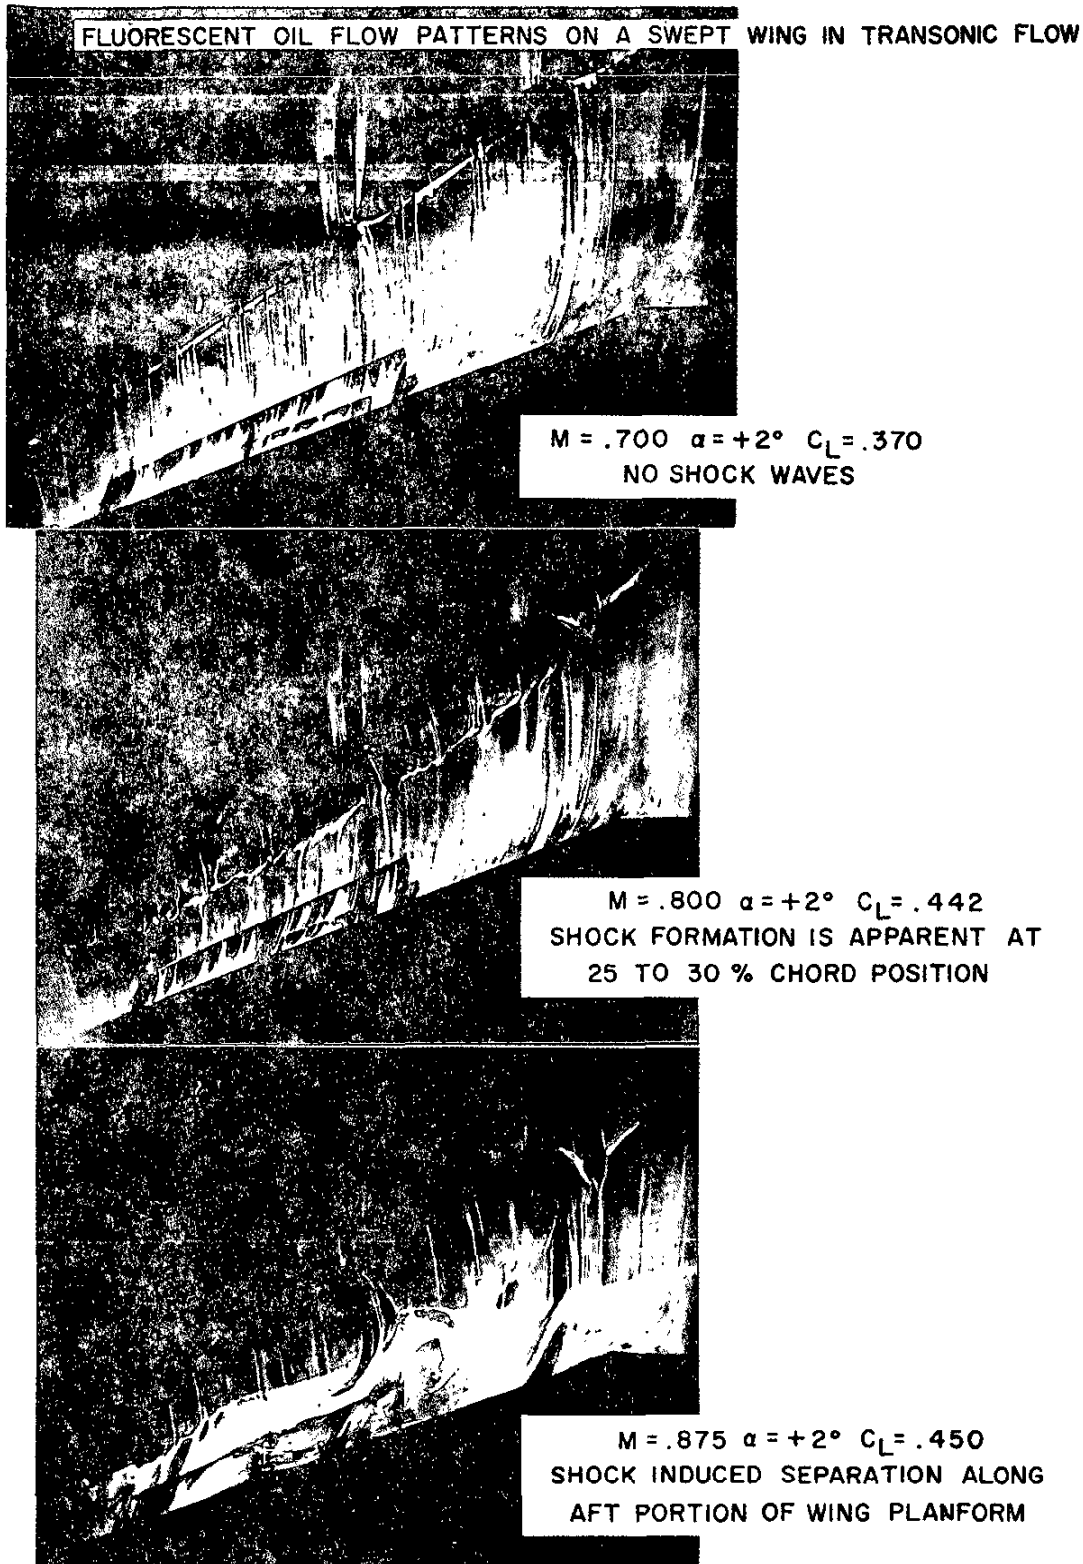 FLUORESCENT OIL FLOW PATTERNS ON A SWEPT WING IN TRANSONIC FLOW
M = .700 α = +2° CL = .370
NO SHOCK WAVES
M = .800 α = +2° CL = .442
SHOCK FORMATION IS APPARENT AT
25 TO 30 % CHORD POSITION
M = .875 α = +2° CL = .450
SHOCK INDUCED SEPARATION ALONG
AFT PORTION OF WING PLANFORM